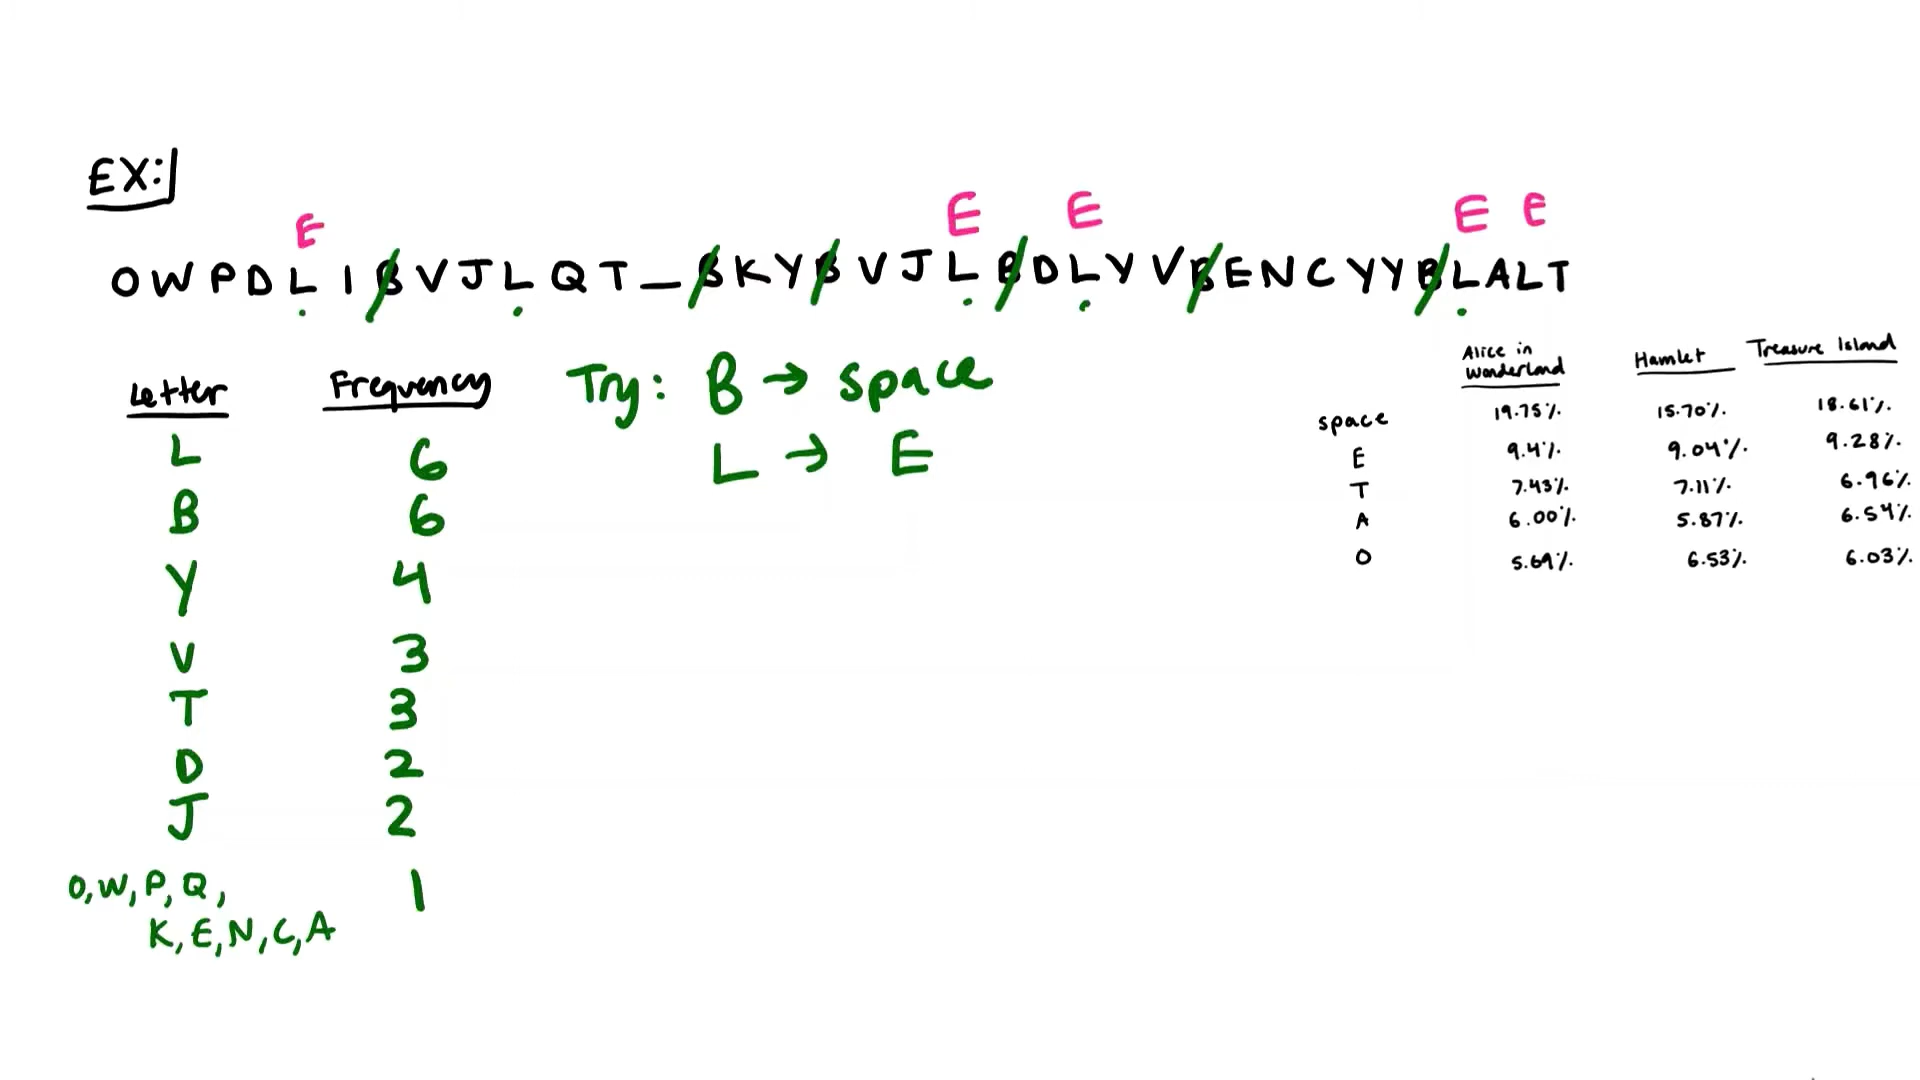 EX:
E E E E E
OWPDLIBVJLQT_BKYBVJLBDLYVBENCYYBLALT
Letter Frequency
L 6
B 6
Y 4
V 3
T 3
D 2
J 2
O,W,P,Q, 1
K,E,N,C,A
Try: B → space
L → E
Alice in Wonderland Hamlet Treasure Island
space 19.75% 15.70% 18.61%
E 9.4% 9.04% 9.28%
T 7.43% 7.11% 6.96%
A 6.00% 5.87% 6.54%
O 5.69% 6.53% 6.03%